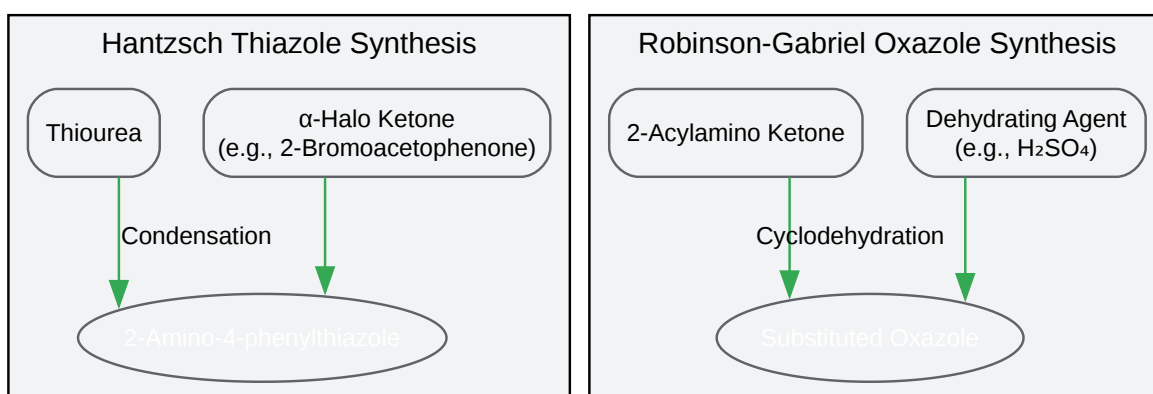 Hantzsch Thiazole Synthesis
Thiourea
α-Halo Ketone
(e.g., 2-Bromoacetophenone)
Condensation
2-Amino-4-phenylthiazole
Robinson-Gabriel Oxazole Synthesis
2-Acylamino Ketone
Dehydrating Agent
(e.g., H₂SO₄)
Cyclodehydration
Substituted Oxazole